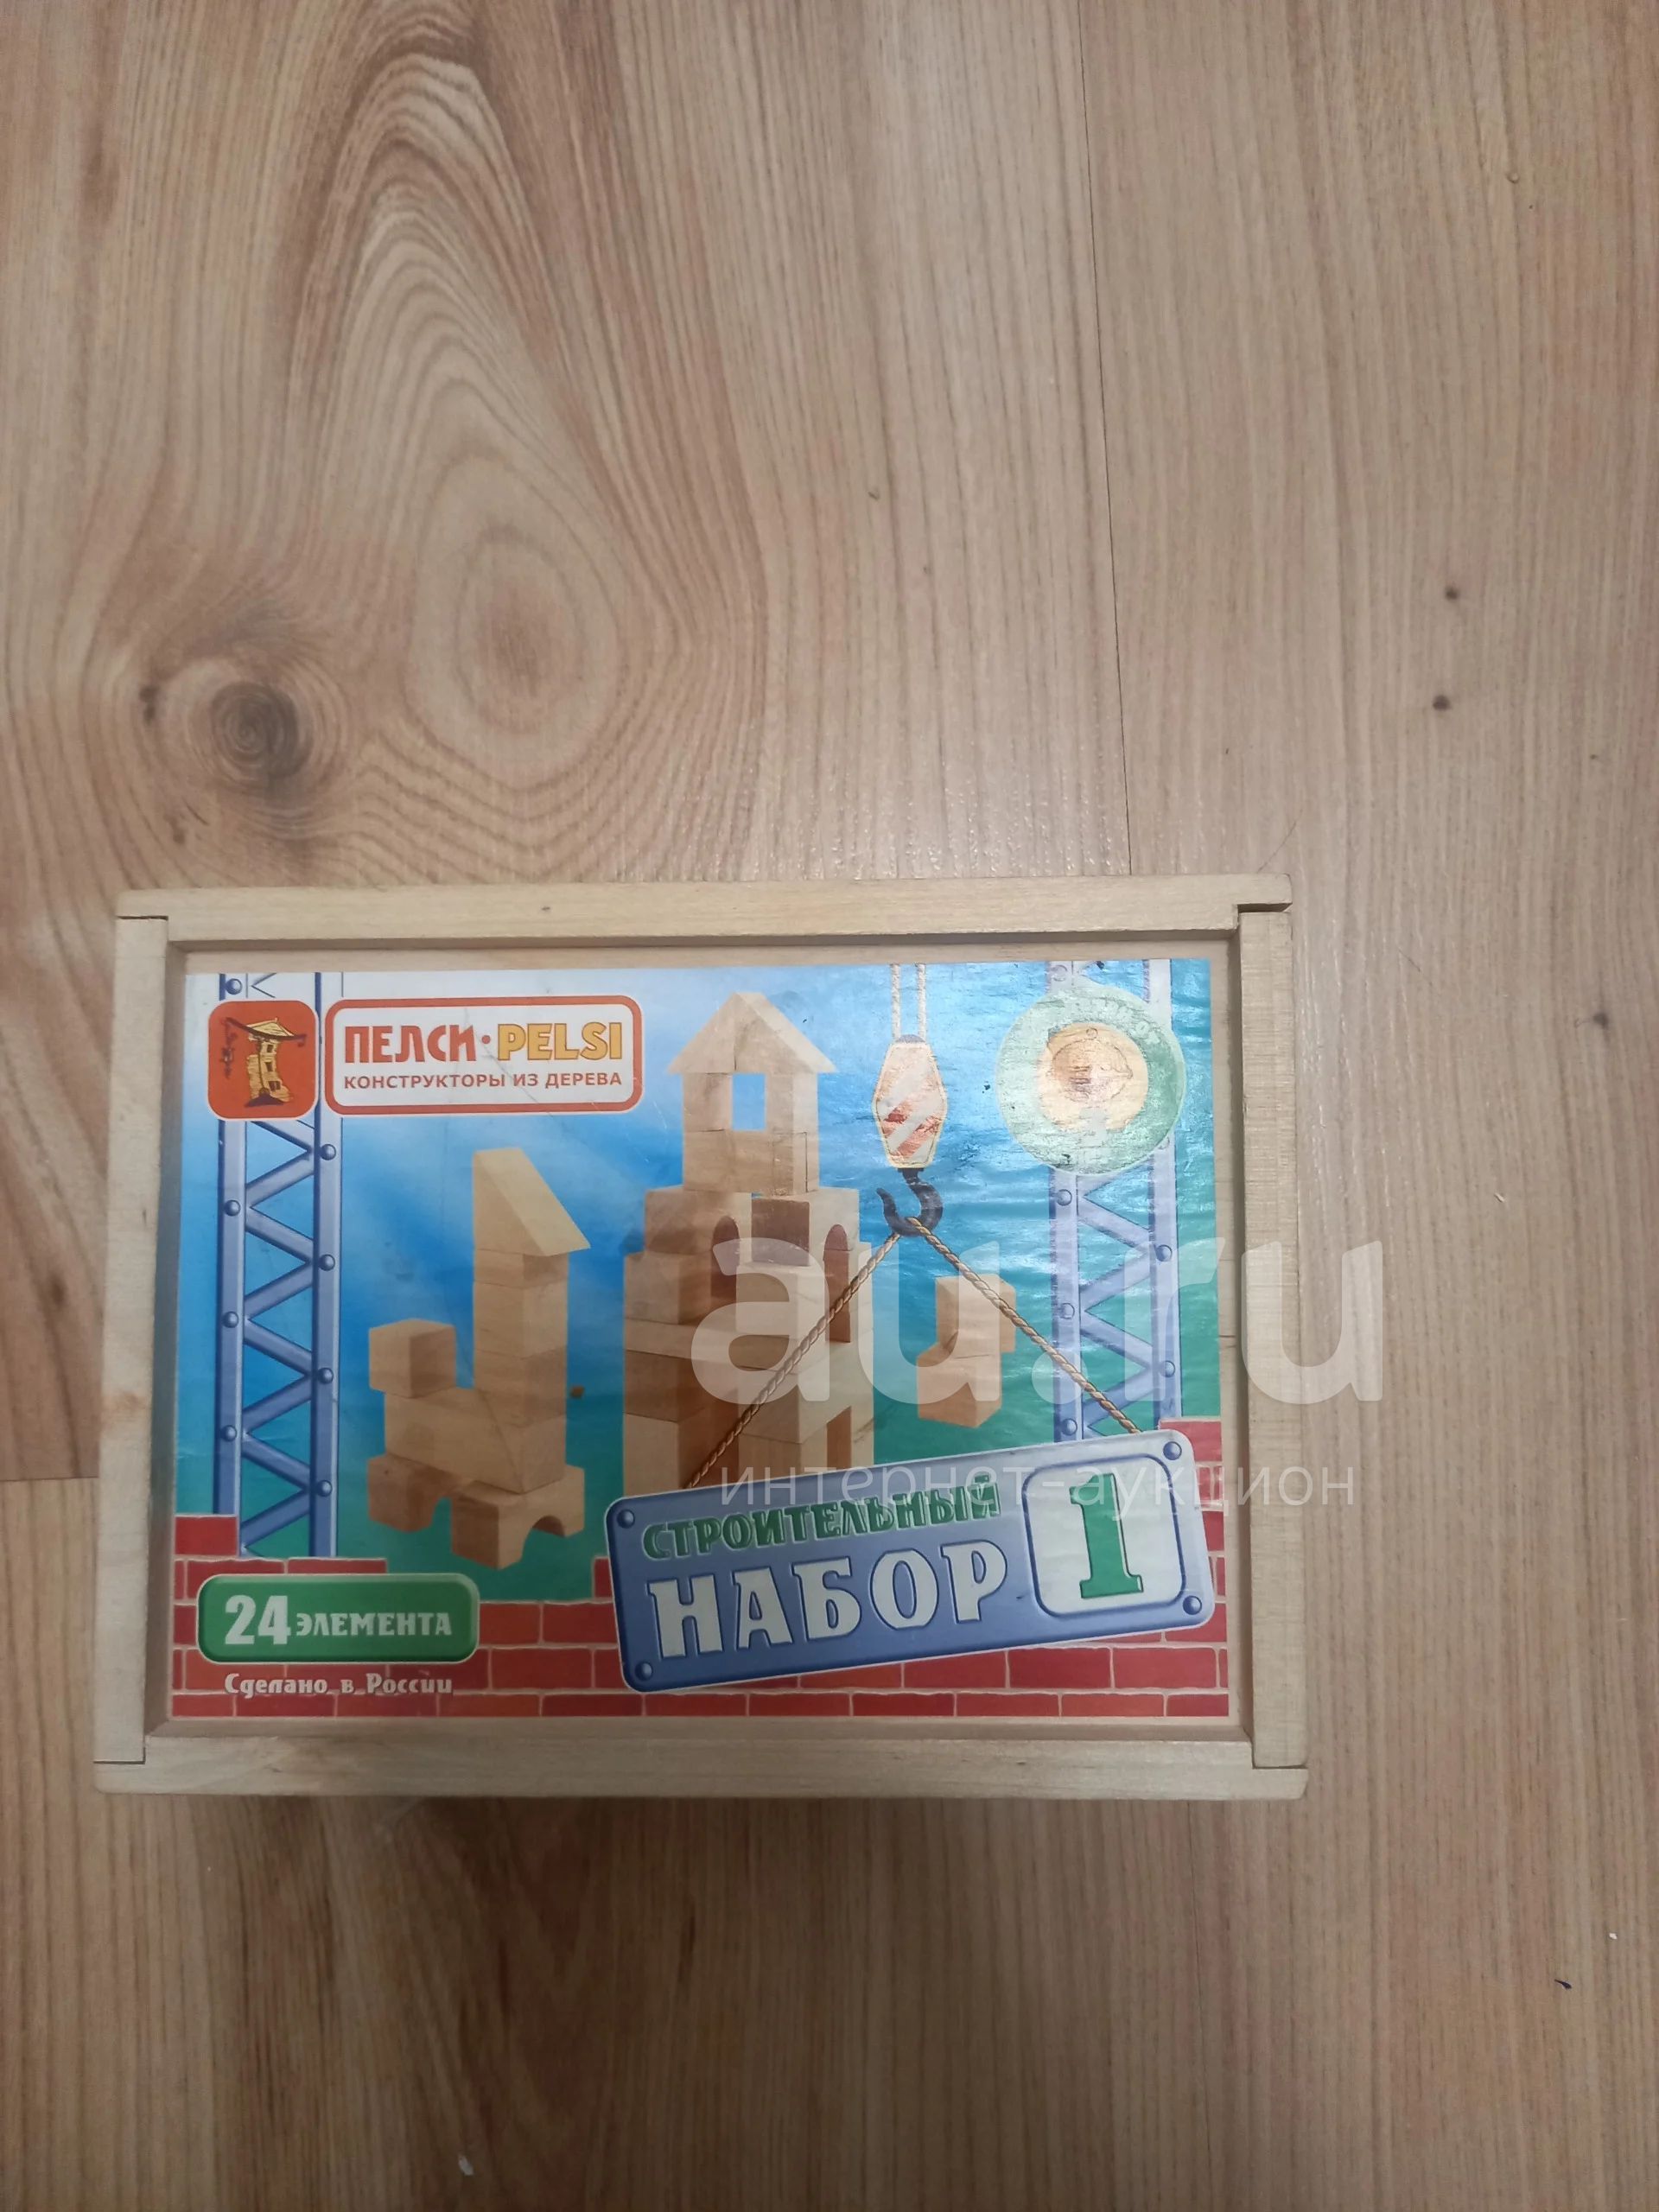 ПЕЛСИ·PELSI
КОНСТРУКТОРЫ ИЗ ДЕРЕВА
au.ru
интернет-аукцион
СТРОИТЕЛЬНЫЙ
НАБОР 1
24 ЭЛЕМЕНТА
Сделано в России